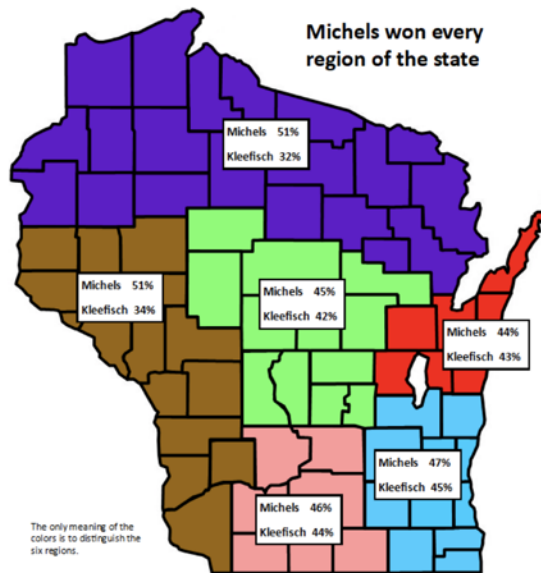 Michels won every
region of the state
Michels 51%
Kleefisch 32%
Michels 51%
Kleefisch 34%
Michels 45%
Kleefisch 42%
Michels 44%
Kleefisch 43%
Michels 47%
Kleefisch 45%
Michels 46%
Kleefisch 44%
The only meaning of the
colors is to distinguish the
six regions.